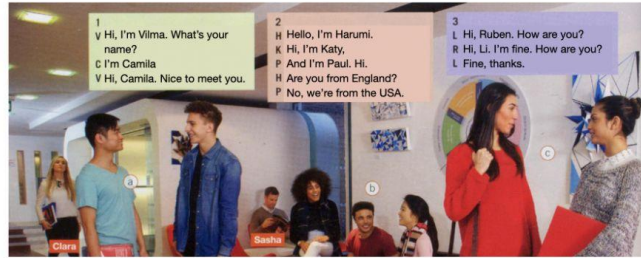 1
V Hi, I'm Vilma. What's your
name?
C I'm Camila
V Hi, Camila. Nice to meet you.
2
H Hello, I'm Harumi.
K Hi, I'm Katy,
P And I'm Paul. Hi.
H Are you from England?
P No, we're from the USA.
3
L Hi, Ruben. How are you?
R Hi, Li. I'm fine. How are you?
L Fine, thanks.
a
b
c
Clara
Sasha